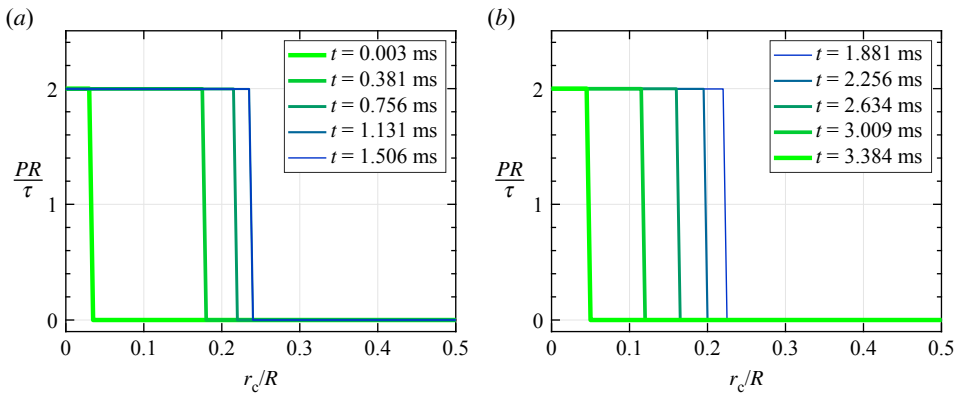 (a)
t = 0.003 ms
t = 0.381 ms
t = 0.756 ms
t = 1.131 ms
t = 1.506 ms
2
PR
τ
1
0
0 0.1 0.2 0.3 0.4 0.5
r_c/R
(b)
t = 1.881 ms
t = 2.256 ms
t = 2.634 ms
t = 3.009 ms
t = 3.384 ms
2
PR
τ
1
0
0 0.1 0.2 0.3 0.4 0.5
r_c/R